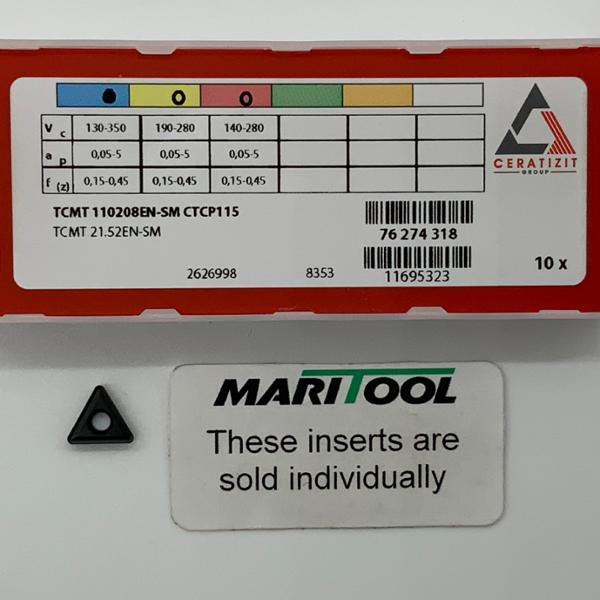 V c 130-350 190-280 140-280
a p 0,05-5 0,05-5 0,05-5
f (z) 0,15-0,45 0,15-0,45 0,15-0,45
CERATIZIT
GROUP
TCMT 110208EN-SM CTCP115
TCMT 21.52EN-SM
76 274 318
2626998 8353 11695323 10 x
MARITOOL
These inserts are
sold individually